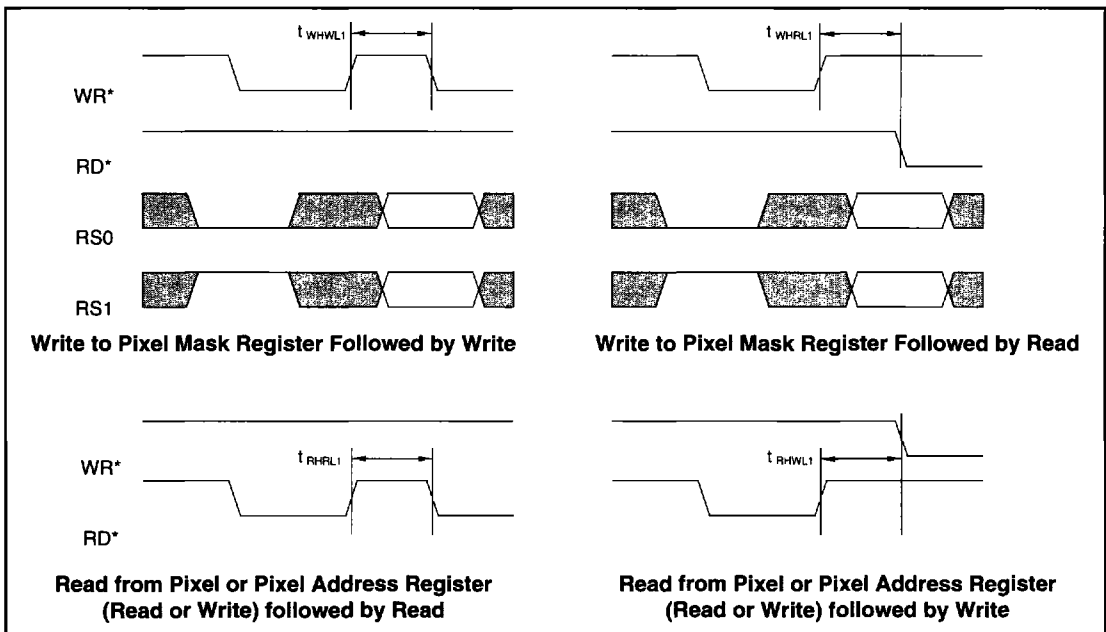 t WHWL1
WR*
RD*
RS0
RS1
Write to Pixel Mask Register Followed by Write
t WHRL1
Write to Pixel Mask Register Followed by Read
WR*
t RHRL1
RD*
Read from Pixel or Pixel Address Register
(Read or Write) followed by Read
t RHWL1
Read from Pixel or Pixel Address Register
(Read or Write) followed by Write